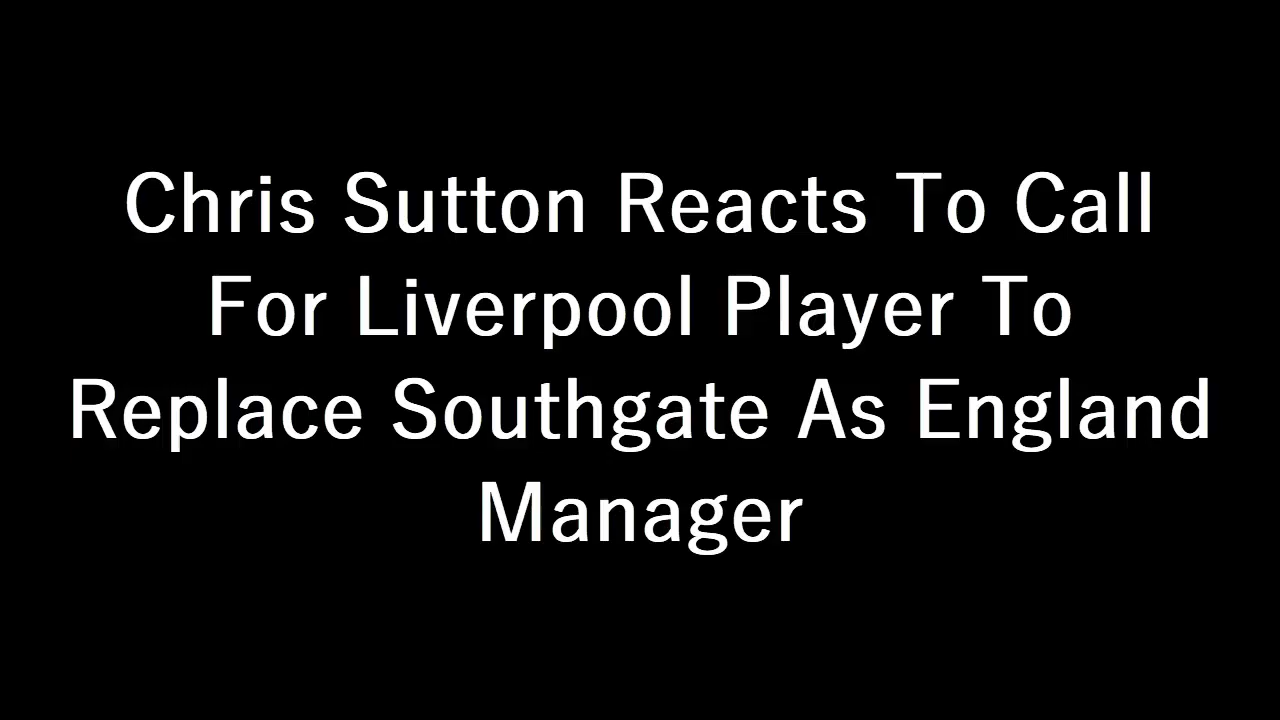 Chris Sutton Reacts To Call
For Liverpool Player To
Replace Southgate As England
Manager